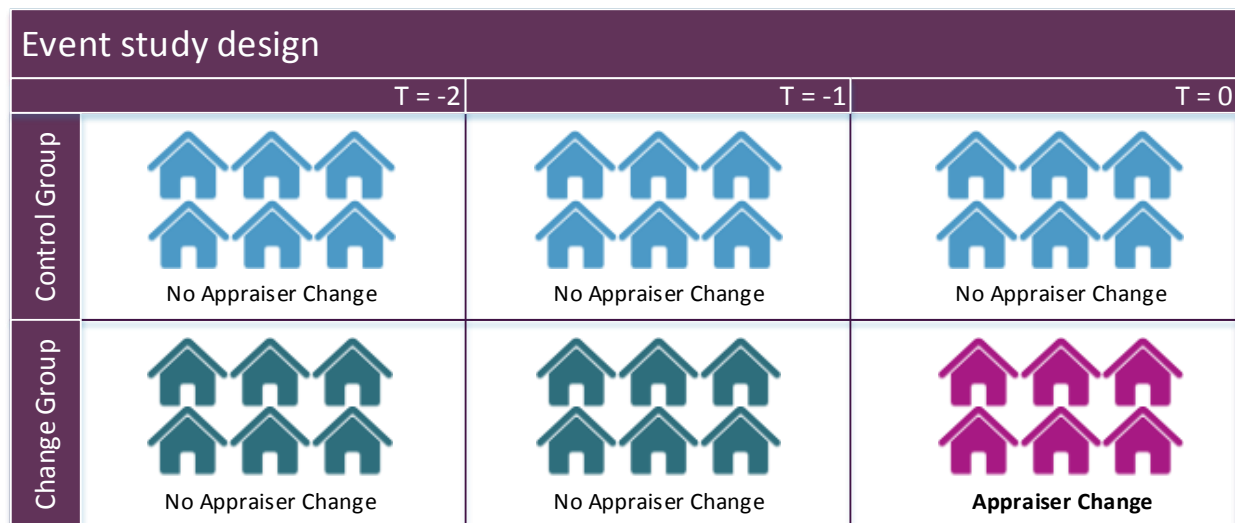 Event study design
T = -2
T = -1
T = 0
Control Group
No Appraiser Change
No Appraiser Change
No Appraiser Change
Change Group
No Appraiser Change
No Appraiser Change
Appraiser Change